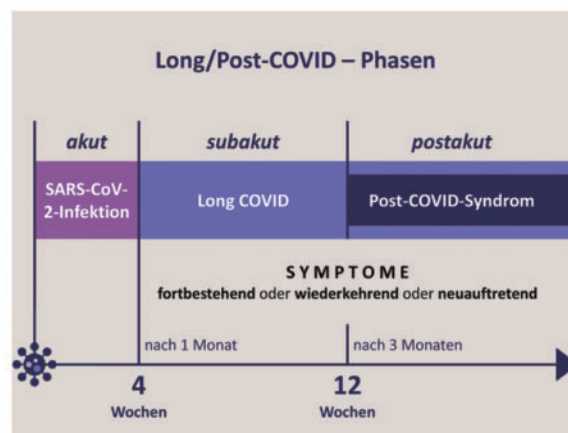 Long/Post-COVID – Phasen
akut
subakut
postakut
SARS-CoV-
2-Infektion
Long COVID
Post-COVID-Syndrom
SYMPTOME
fortbestehend oder wiederkehrend oder neuauftretend
nach 1 Monat
nach 3 Monaten
4
Wochen
12
Wochen